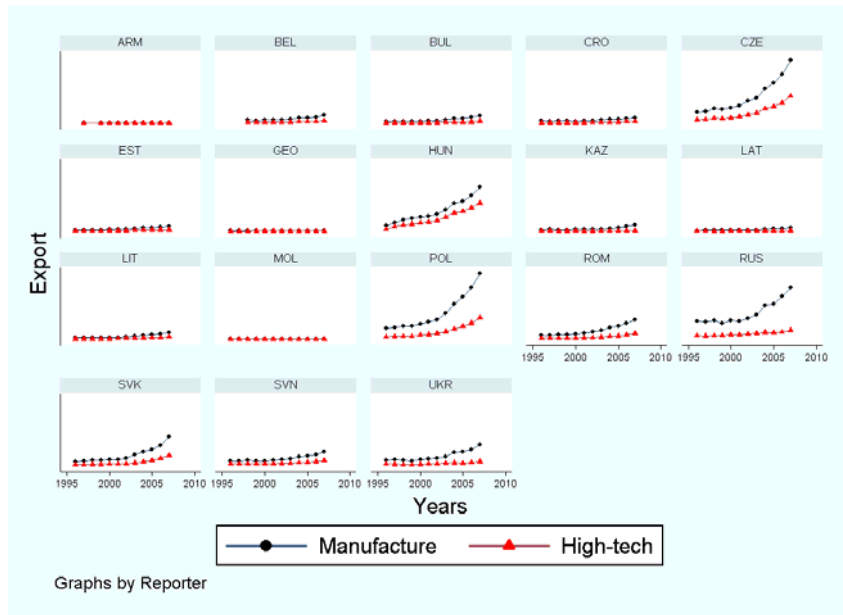 ARM BEL BUL CRO CZE
EST GEO HUN KAZ LAT
LIT MOL POL ROM RUS
1995 2000 2005 2010 1995 2000 2005 2010
SVK SVN UKR
1995 2000 2005 2010 1995 2000 2005 2010 1995 2000 2005 2010
Export
Years
Manufacture High-tech
Graphs by Reporter